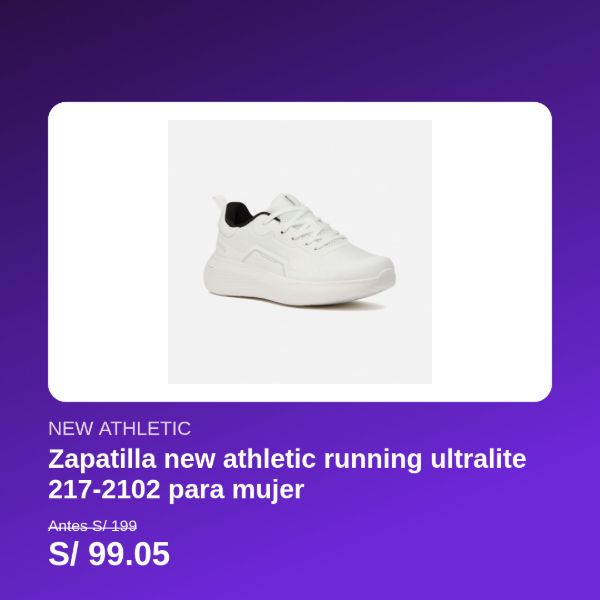 NEW ATHLETIC
Zapatilla new athletic running ultralite
217-2102 para mujer
Antes S/ 199
S/ 99.05